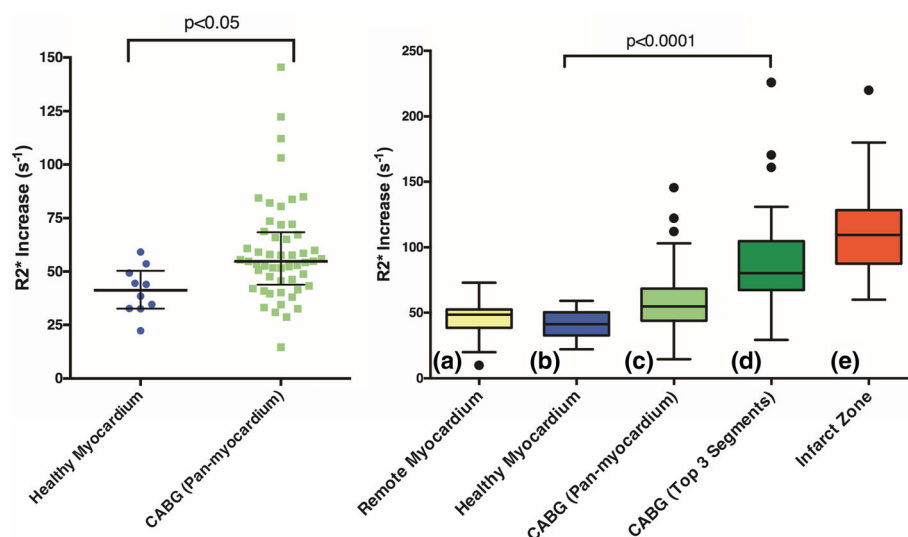 p<0.05
150
125
100
75
50
25
0
R2* Increase (s-1)
Healthy Myocardium
CABG (Pan-myocardium)
p<0.0001
250
200
150
100
50
0
R2* Increase (s-1)
(a)
(b)
(c)
(d)
(e)
Remote Myocardium
Healthy Myocardium
CABG (Pan-myocardium)
CABG (Top 3 Segments)
Infarct Zone